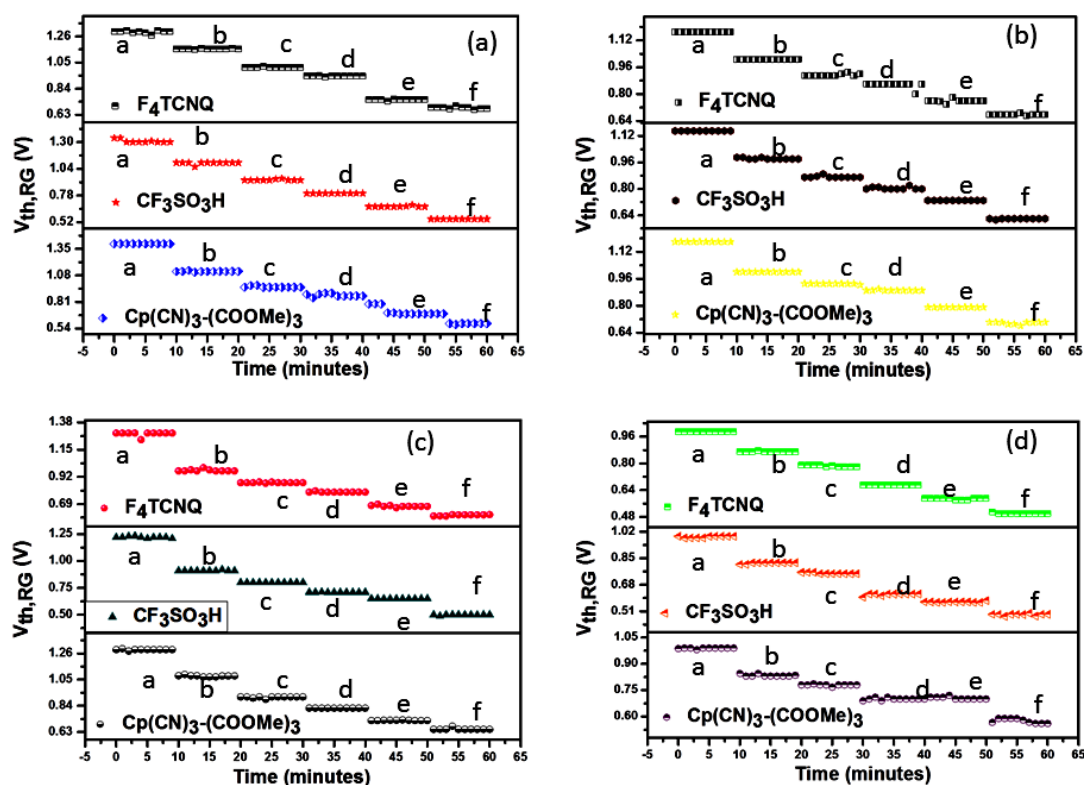 (a)
1.26
1.05
0.84
0.63
a b c d e f
F4TCNQ
1.30
1.04
0.78
0.52
a b c d e f
CF3SO3H
1.35
1.08
0.81
0.54
a b c d e f
Cp(CN)3-(COOMe)3
Vth,RG (V)
-5 0 5 10 15 20 25 30 35 40 45 50 55 60 65
Time (minutes)
(b)
1.12
0.96
0.80
0.64
a b c d e f
F4TCNQ
1.12
0.96
0.80
0.64
a b c d e f
CF3SO3H
1.12
0.96
0.80
0.64
a b c d e f
Cp(CN)3-(COOMe)3
Vth,RG (V)
-5 0 5 10 15 20 25 30 35 40 45 50 55 60 65
Time (minutes)
(c)
1.38
1.15
0.92
0.69
a b c d e f
F4TCNQ
1.25
1.00
0.75
0.50
a b c d e f
CF3SO3H
1.26
1.05
0.84
0.63
a b c d e f
Cp(CN)3-(COOMe)3
Vth,RG (V)
-5 0 5 10 15 20 25 30 35 40 45 50 55 60 65
Time (minutes)
(d)
0.96
0.80
0.64
0.48
a b c d e f
F4TCNQ
1.02
0.85
0.68
0.51
a b c d e f
CF3SO3H
1.05
0.90
0.75
0.60
a b c d e f
Cp(CN)3-(COOMe)3
Vth,RG (V)
-5 0 5 10 15 20 25 30 35 40 45 50 55 60 65
Time (minutes)